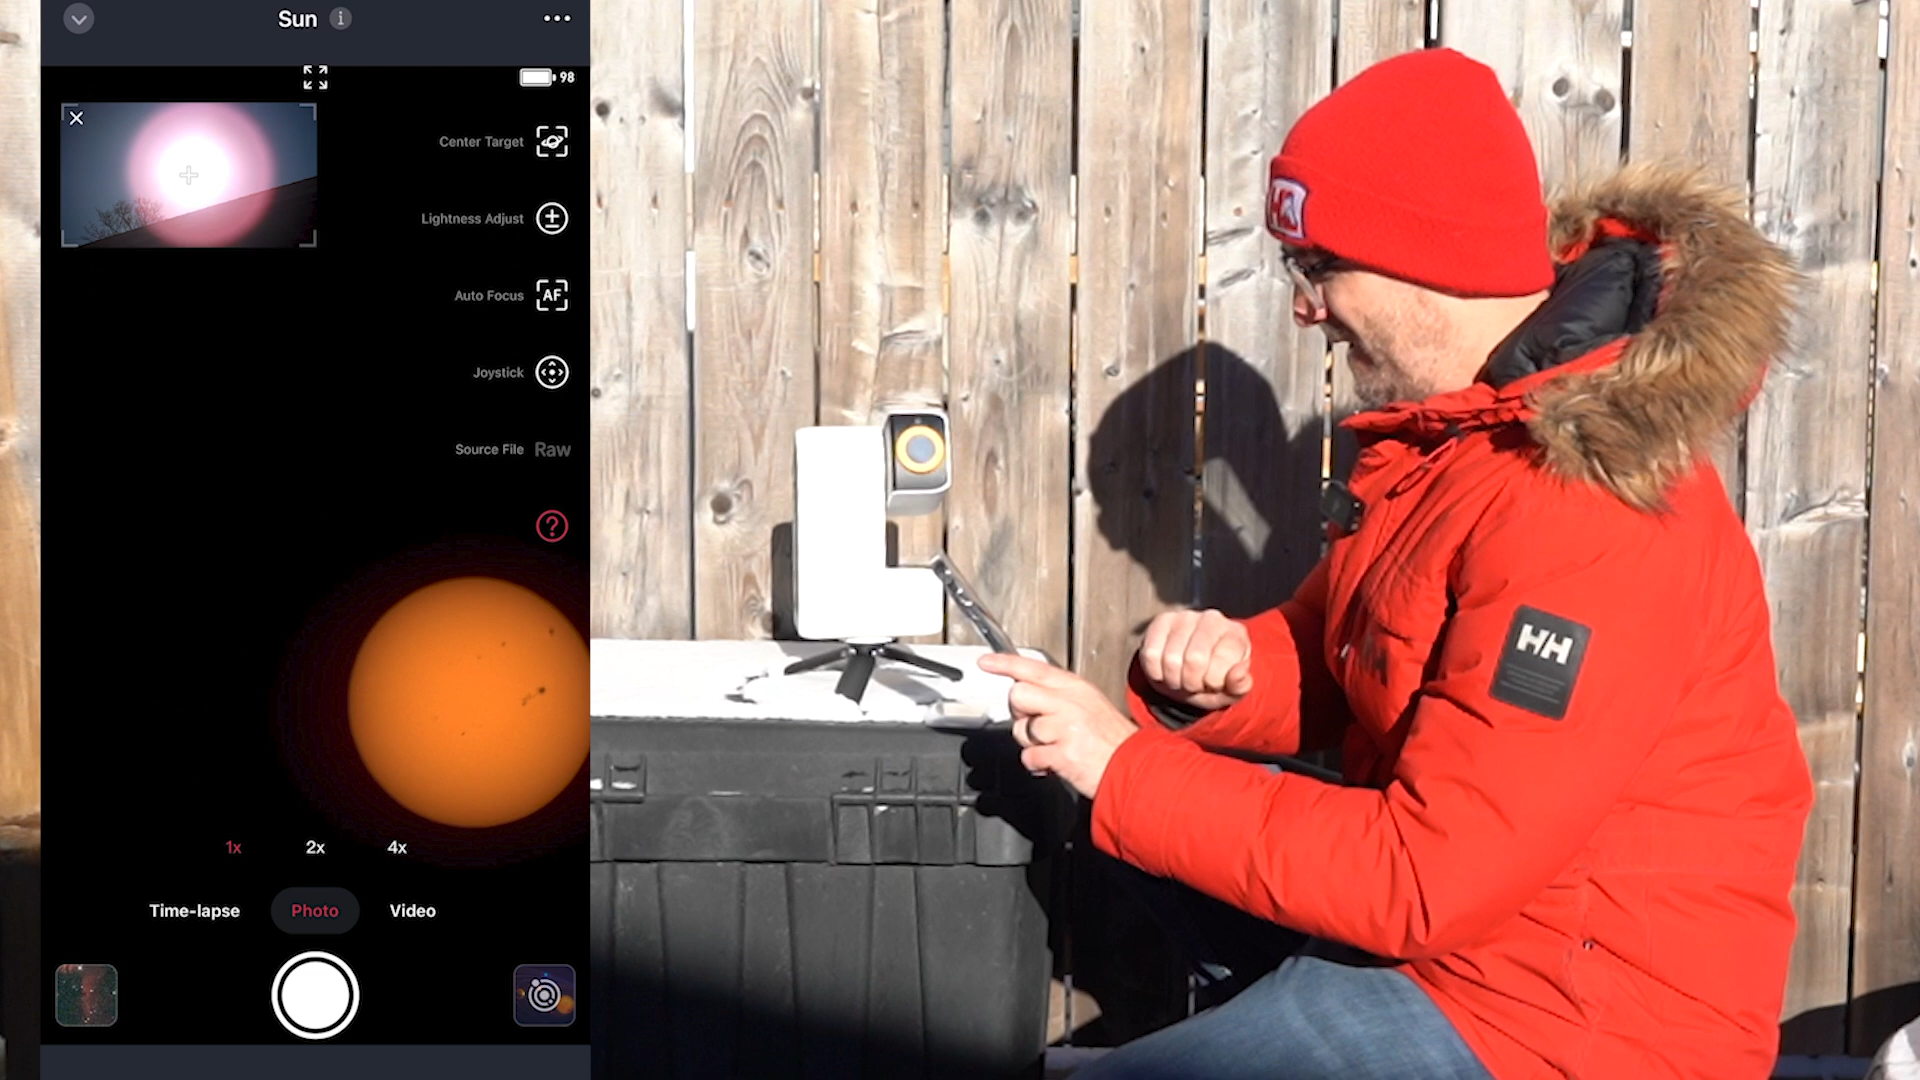 Sun
98
Center Target
Lightness Adjust
Auto Focus
AF
Joystick
Source File Raw
?
1x 2x 4x
Time-lapse Photo Video
HH